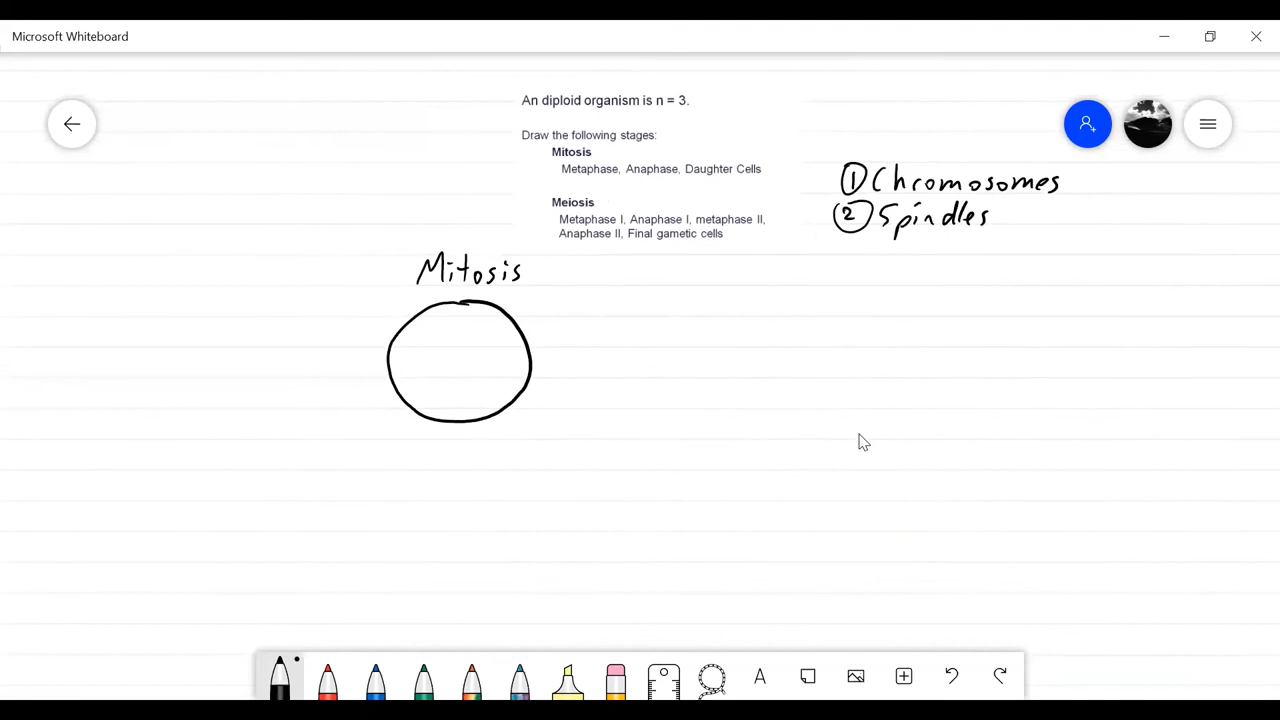 Microsoft Whiteboard
An diploid organism is n = 3.
Draw the following stages:
Mitosis
Metaphase, Anaphase, Daughter Cells
Meiosis
Metaphase I, Anaphase I, metaphase II,
Anaphase II, Final gametic cells
① Chromosomes
② Spindles
Mitosis
A